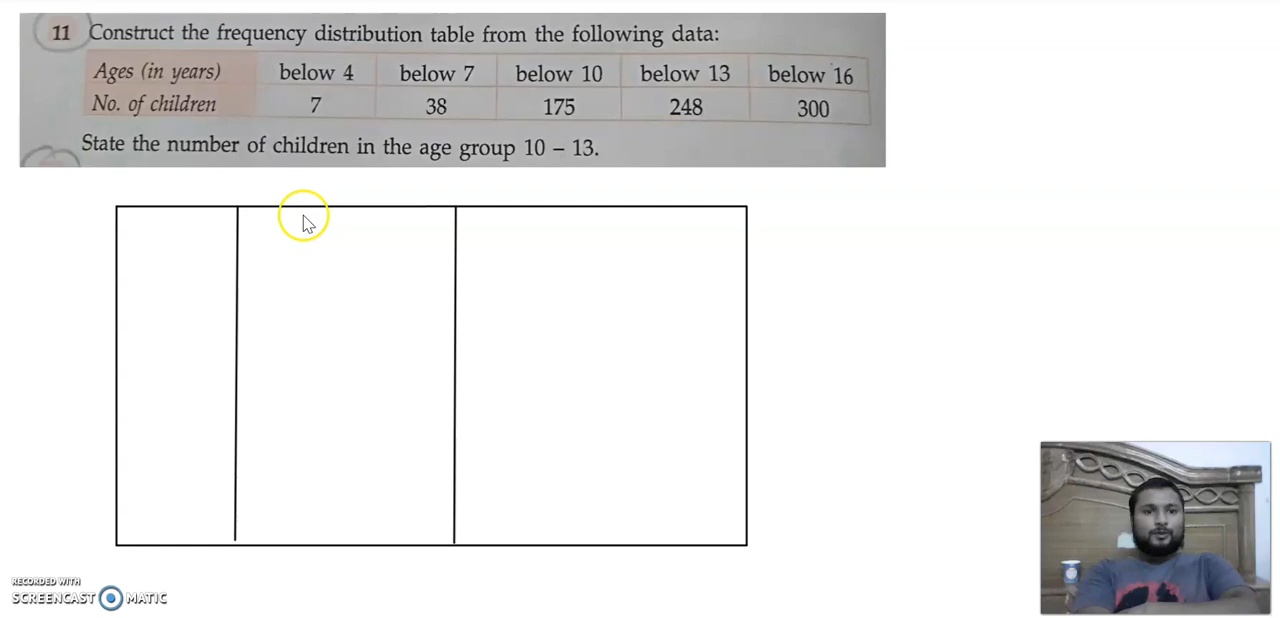 11 Construct the frequency distribution table from the following data:
Ages (in years) below 4 below 7 below 10 below 13 below 16
No. of children 7 38 175 248 300
State the number of children in the age group 10 – 13.
RECORDED WITH
SCREENCAST MATIC